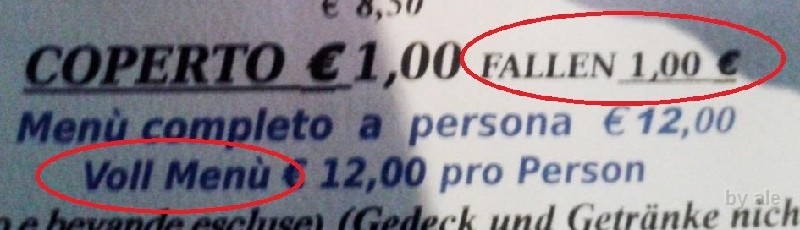 € 8,50
COPERTO € 1,00 FALLEN 1,00 €
Menù completo a persona € 12,00
Voll Menù € 12,00 pro Person
e bevande escluse) (Gedeck und Getränke
by ale